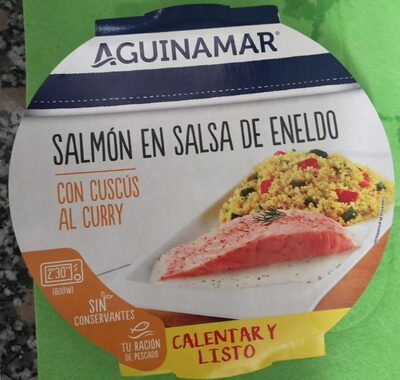 AGUINAMAR
SALMÓN EN SALSA DE ENELDO
CON CUSCÚS
AL CURRY
2'30"
(800W)
SIN
CONSERVANTES
TU RACIÓN
DE PESCADO
CALENTAR Y
LISTO